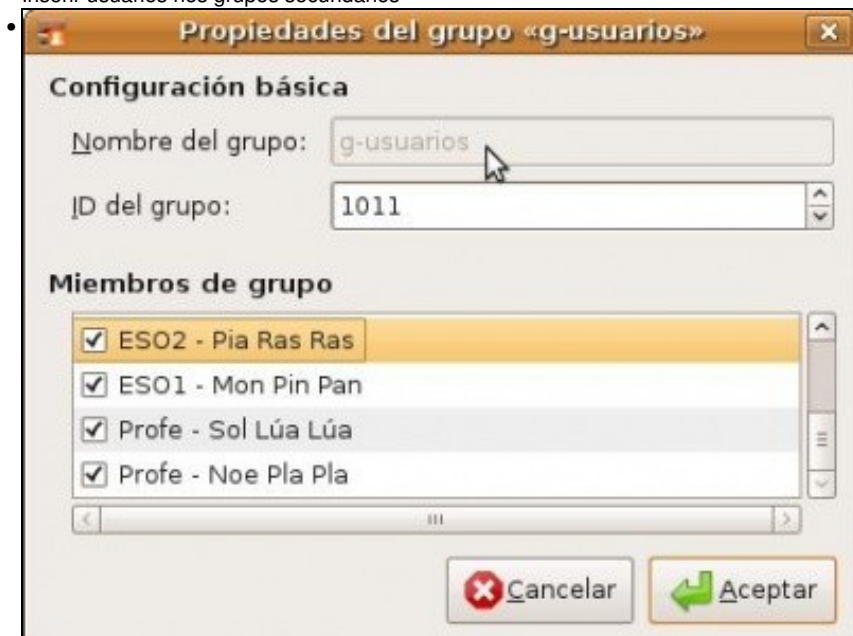 Inserir usuarios nos grupos secundarios
Propiedades del grupo «g-usuarios»
Configuración básica
Nombre del grupo: g-usuarios
ID del grupo: 1011
Miembros de grupo
ESO2 - Pia Ras Ras
ESO1 - Mon Pin Pan
Profe - Sol Lúa Lúa
Profe - Noe Pla Pla
Cancelar Aceptar